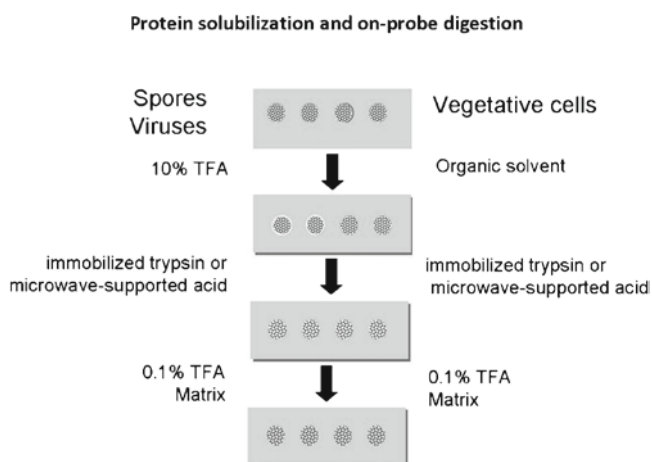 Protein solubilization and on-probe digestion
Spores
Viruses
Vegetative cells
10% TFA
Organic solvent
immobilized trypsin or
microwave-supported acid
immobilized trypsin or
microwave-supported acid
0.1% TFA
Matrix
0.1% TFA
Matrix